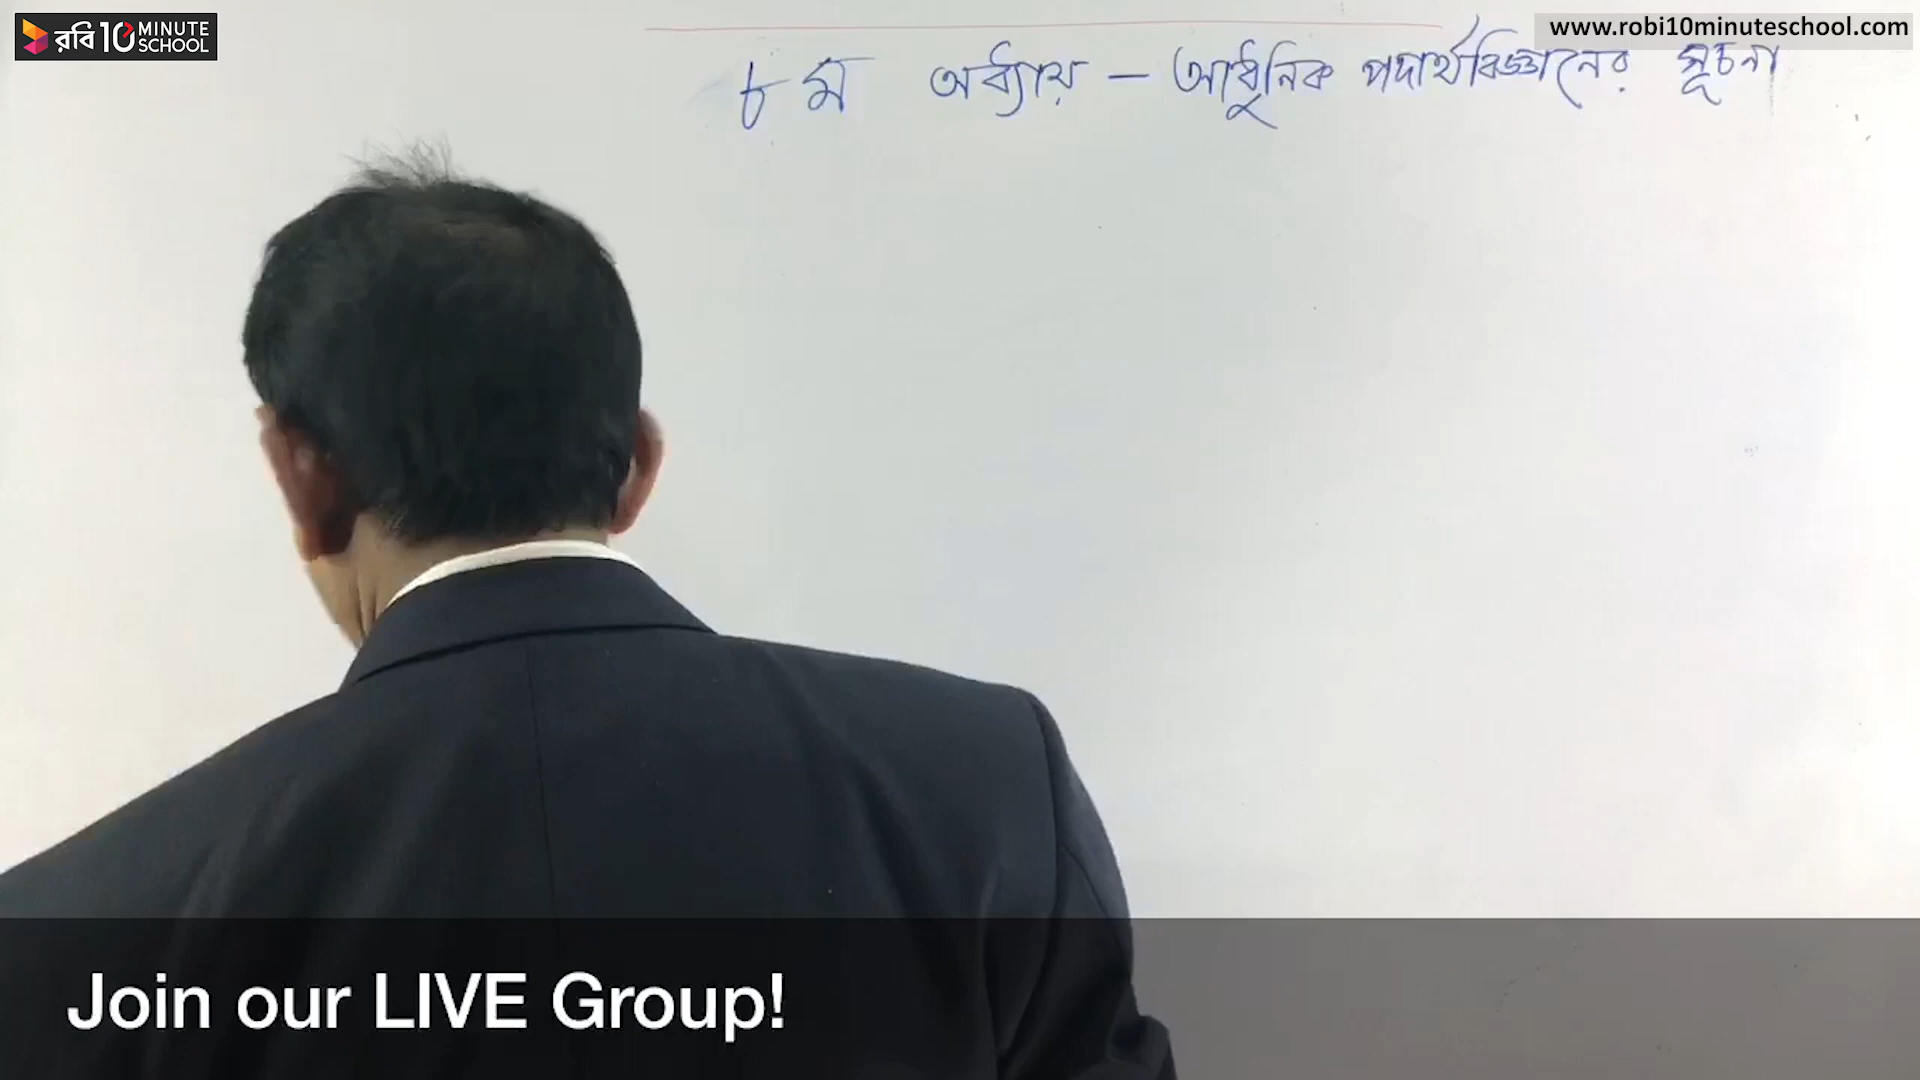 রবি 10 MINUTE SCHOOL
www.robi10minuteschool.com
৮ম অধ্যায় – আধুনিক পদার্থবিজ্ঞানের সূচনা
Join our LIVE Group!